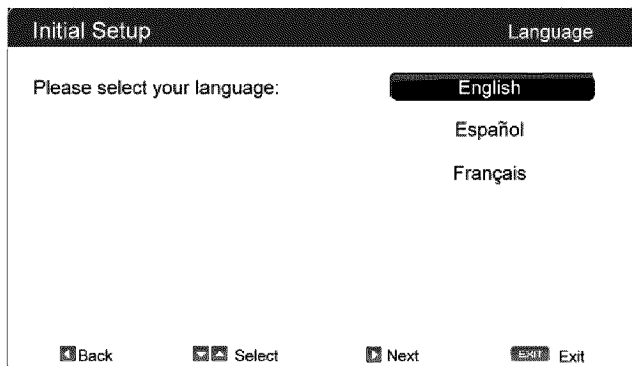 Initial Setup Language
Please select your language: English
Español
Français
Back Select Next EXIT Exit